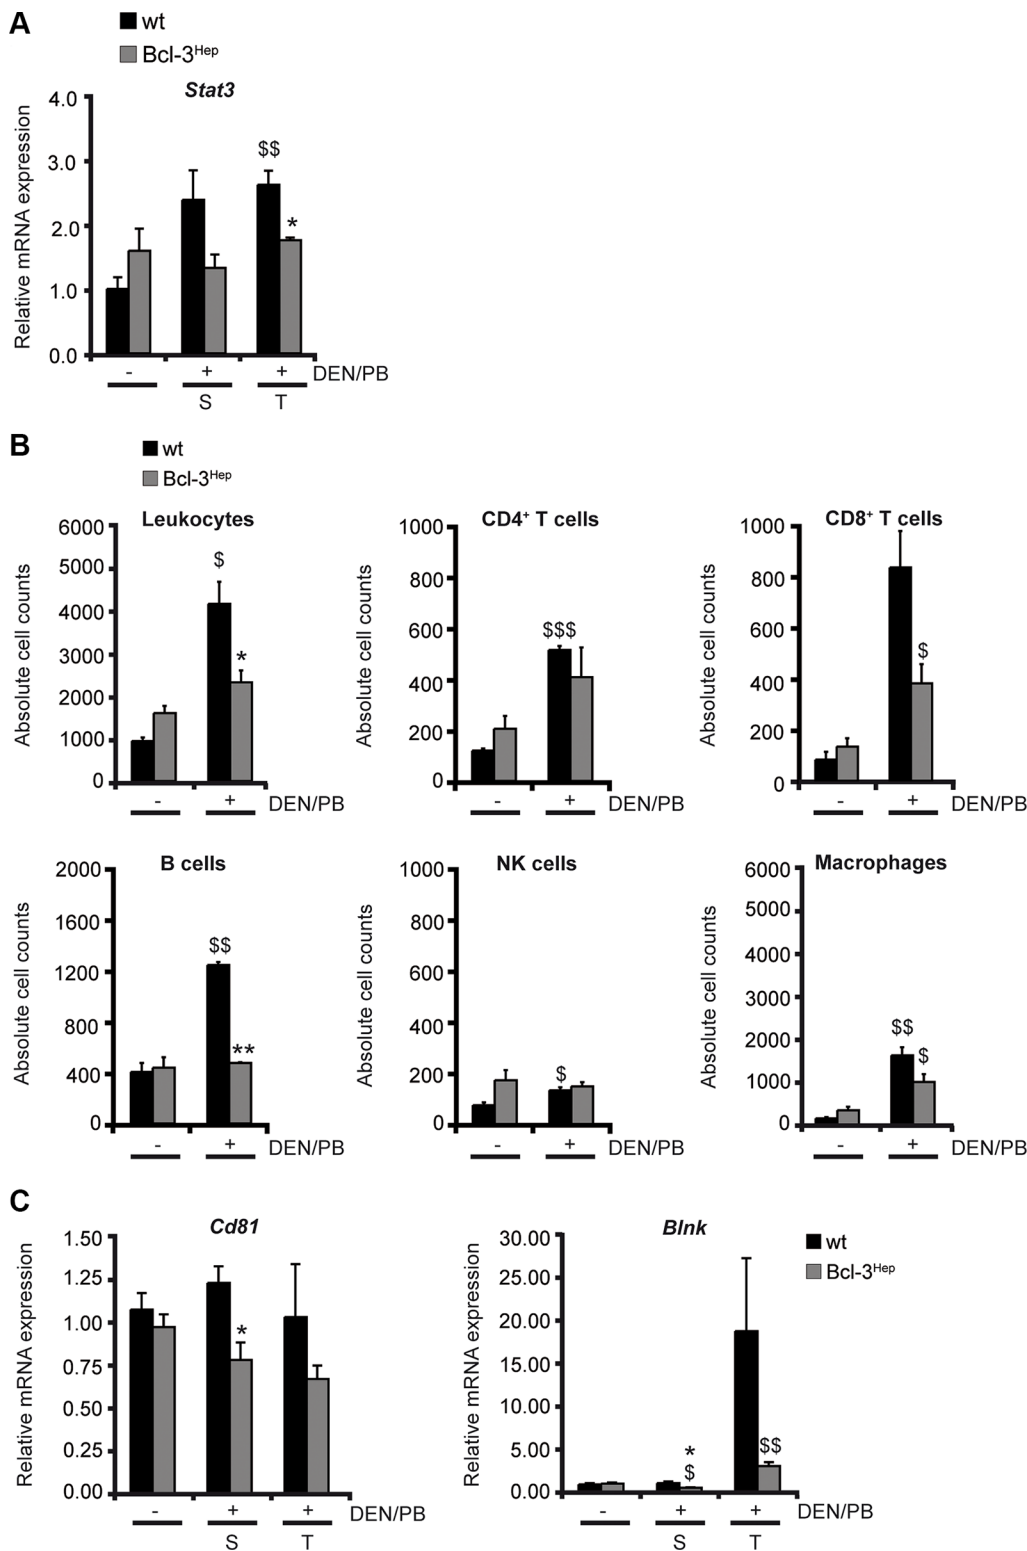 A
wt
Bcl-3Hep
Stat3
Relative mRNA expression
4.0
3.0
2.0
1.0
0.0
$$
*
- + + DEN/PB
S T
B
wt
Bcl-3Hep
Leukocytes
Absolute cell counts
6000
5000
4000
3000
2000
1000
0
$
*
- + DEN/PB
CD4+ T cells
Absolute cell counts
1000
800
600
400
200
0
$$$
- +
CD8+ T cells
Absolute cell counts
1000
800
600
400
200
0
$
- + DEN/PB
B cells
Absolute cell counts
2000
1600
1200
800
400
0
$$
**
- + DEN/PB
NK cells
Absolute cell counts
1000
800
600
400
200
0
$
- +
Macrophages
Absolute cell counts
6000
5000
4000
3000
2000
1000
0
$$
$
- + DEN/PB
C
Cd81
Relative mRNA expression
1.50
1.25
1.00
0.75
0.50
0.25
0.00
*
- + + DEN/PB
S T
Blnk
wt
Bcl-3Hep
Relative mRNA expression
30.00
25.00
20.00
15.00
10.00
5.00
0.00
*
$
$$
- + + DEN/PB
S T